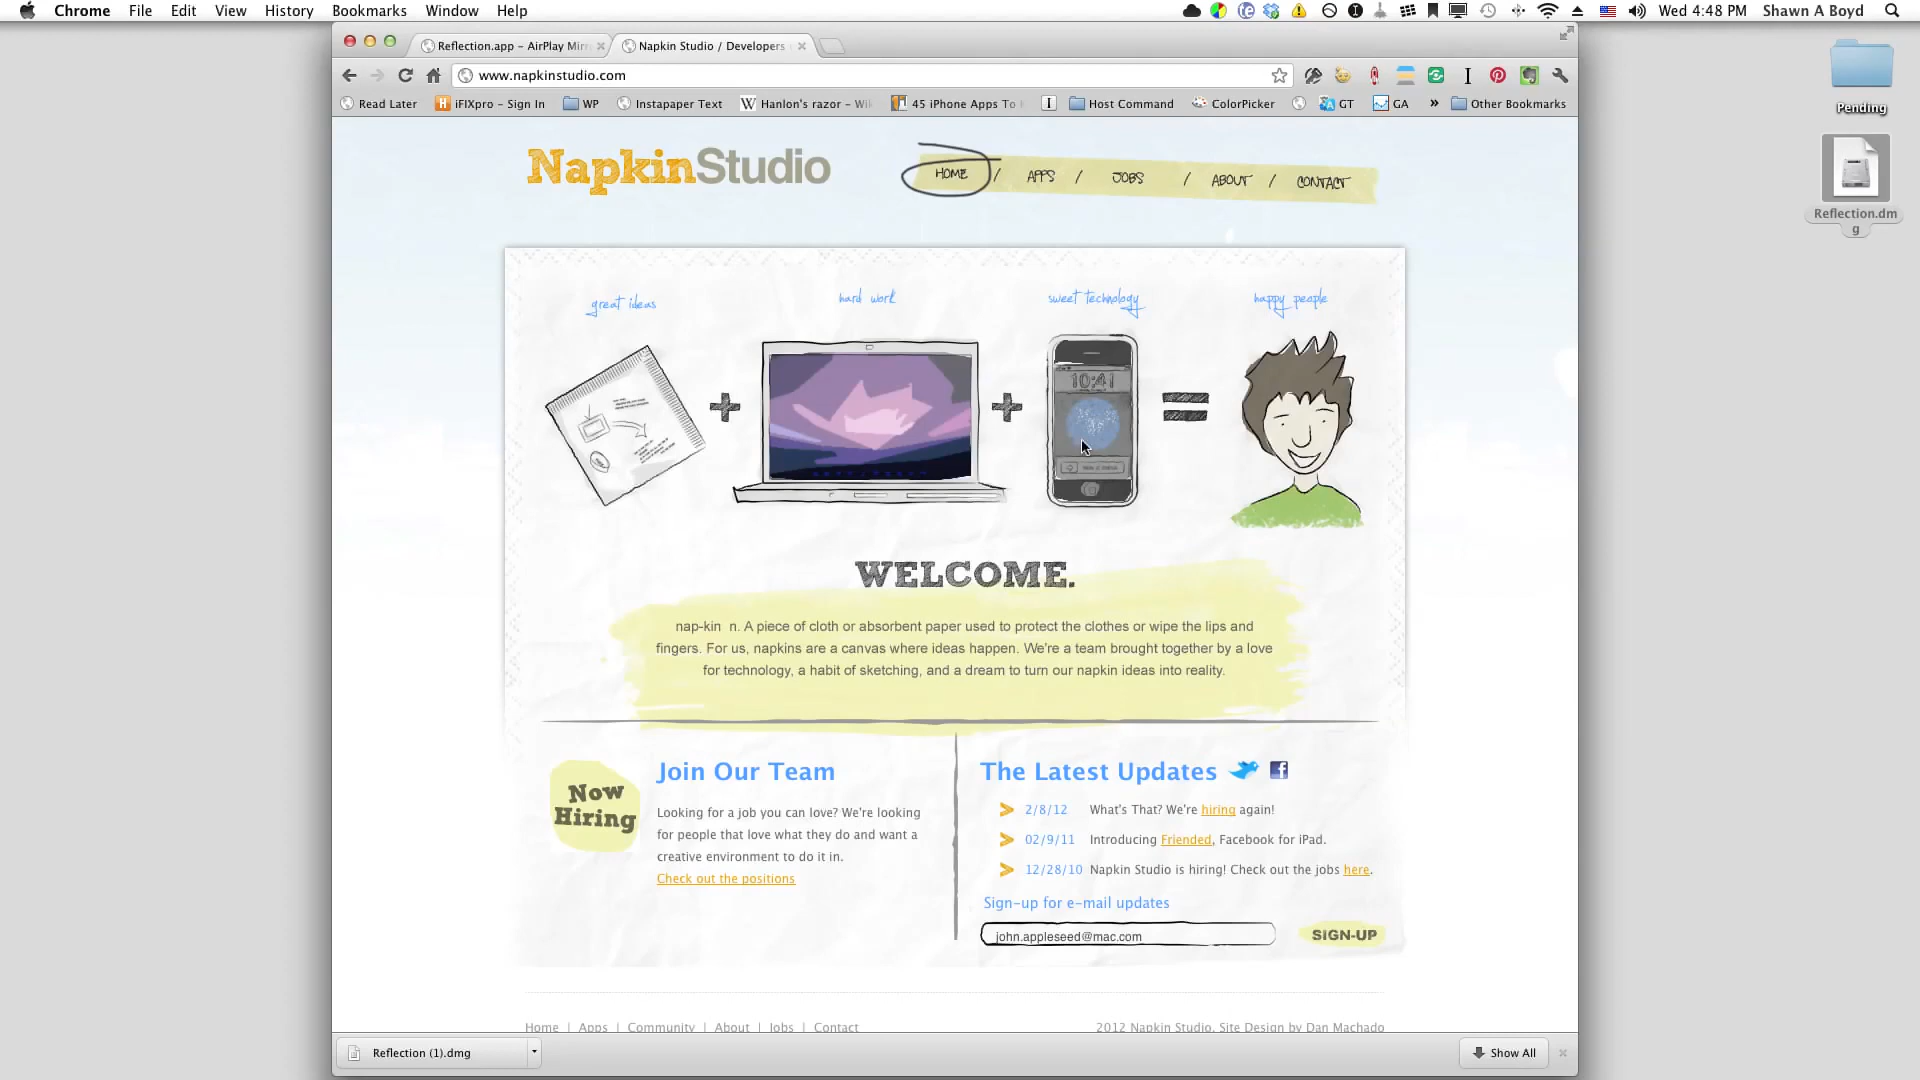 Chrome File Edit View History Bookmarks Window Help Wed 4:48 PM Shawn A Boyd
Reflection.app – AirPlay Mirr
Napkin Studio / Developers
www.napkinstudio.com
Read Later iFIXpro – Sign In WP Instapaper Text Hanlon's razor – Wik 45 iPhone Apps To Host Command ColorPicker GT GA » Other Bookmarks
Pending
Reflection.dm
g
NapkinStudio
HOME / APPS / JOBS / ABOUT / CONTACT
great ideas
hard work
sweet technology
happy people
10:41
WELCOME.
nap-kin n. A piece of cloth or absorbent paper used to protect the clothes or wipe the lips and
fingers. For us, napkins are a canvas where ideas happen. We're a team brought together by a love
for technology, a habit of sketching, and a dream to turn our napkin ideas into reality.
Now
Hiring
Join Our Team
Looking for a job you can love? We're looking
for people that love what they do and want a
creative environment to do it in.
Check out the positions
The Latest Updates
2/8/12 What's That? We're hiring again!
02/9/11 Introducing Friended, Facebook for iPad.
12/28/10 Napkin Studio is hiring! Check out the jobs here.
Sign-up for e-mail updates
john.appleseed@mac.com
SIGN-UP
Home | Apps | Community | About | Jobs | Contact
2012 Napkin Studio. Site Design by Dan Machado
Reflection (1).dmg
Show All